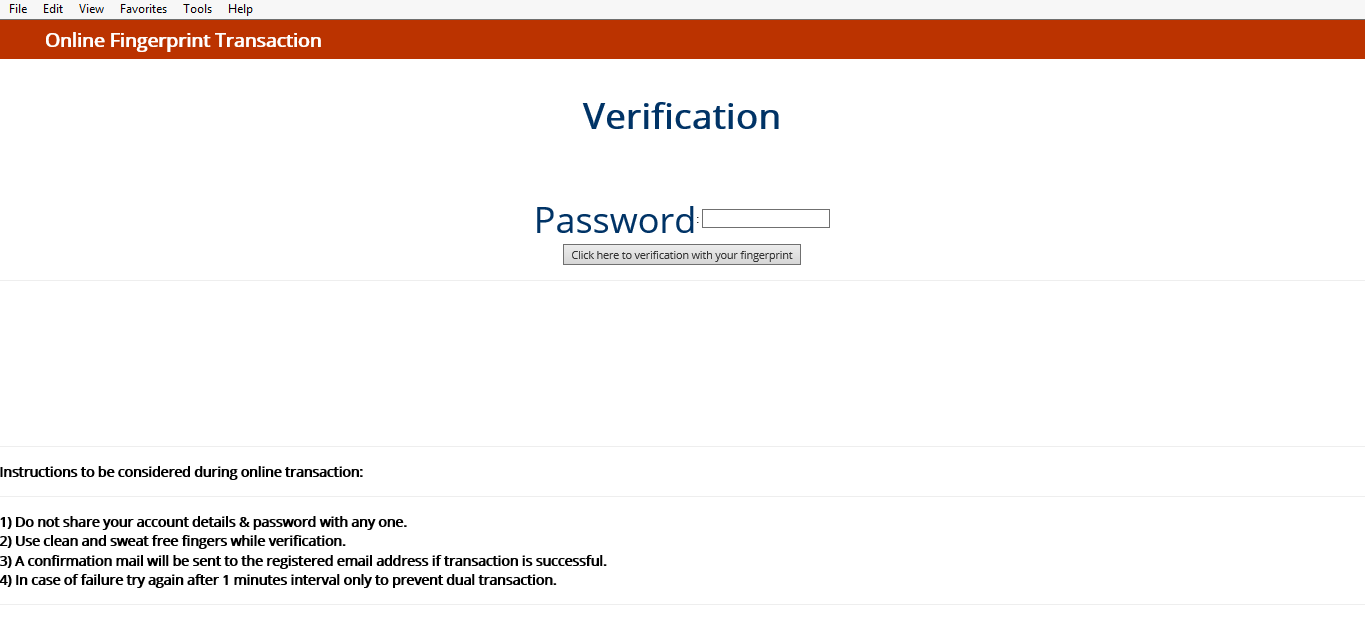 File Edit View Favorites Tools Help
Online Fingerprint Transaction
Verification
Password:
Click here to verification with your fingerprint
Instructions to be considered during online transaction:
1) Do not share your account details & password with any one.
2) Use clean and sweat free fingers while verification.
3) A confirmation mail will be sent to the registered email address if transaction is successful.
4) In case of failure try again after 1 minutes interval only to prevent dual transaction.